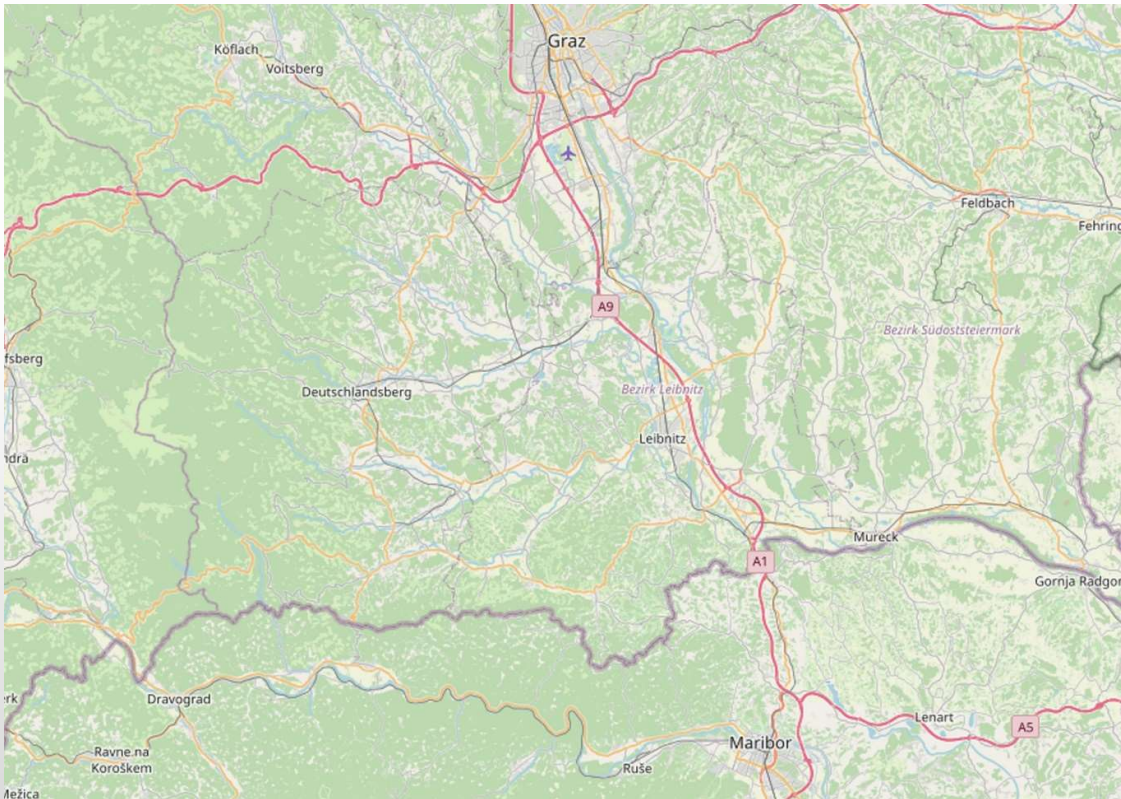 Graz
Köflach
Voitsberg
Feldbach
Fehring
A9
Bezirk Südoststeiermark
fsberg
Deutschlandsberg
Bezirk Leibnitz
Leibnitz
ndra
Mureck
A1
Gornja Radgon
erk
Dravograd
Lenart
A5
Maribor
Ravne na
Koroškem
Ruše
Mežica